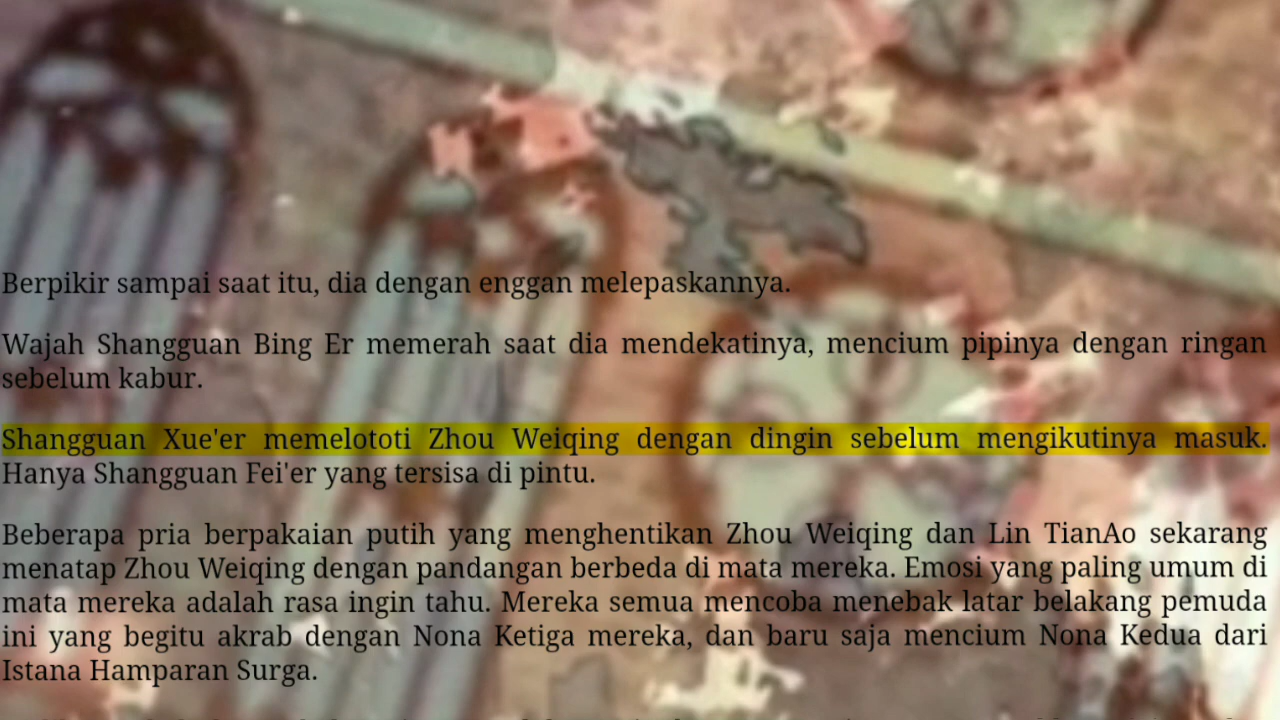 Berpikir sampai saat itu, dia dengan enggan melepaskannya.
Wajah Shangguan Bing Er memerah saat dia mendekatinya, mencium pipinya dengan ringan
sebelum kabur.
Shangguan Xue'er memelototi Zhou Weiqing dengan dingin sebelum mengikutinya masuk.
Hanya Shangguan Fei'er yang tersisa di pintu.
Beberapa pria berpakaian putih yang menghentikan Zhou Weiqing dan Lin TianAo sekarang
menatap Zhou Weiqing dengan pandangan berbeda di mata mereka. Emosi yang paling umum di
mata mereka adalah rasa ingin tahu. Mereka semua mencoba menebak latar belakang pemuda
ini yang begitu akrab dengan Nona Ketiga mereka, dan baru saja mencium Nona Kedua dari
Istana Hamparan Surga.